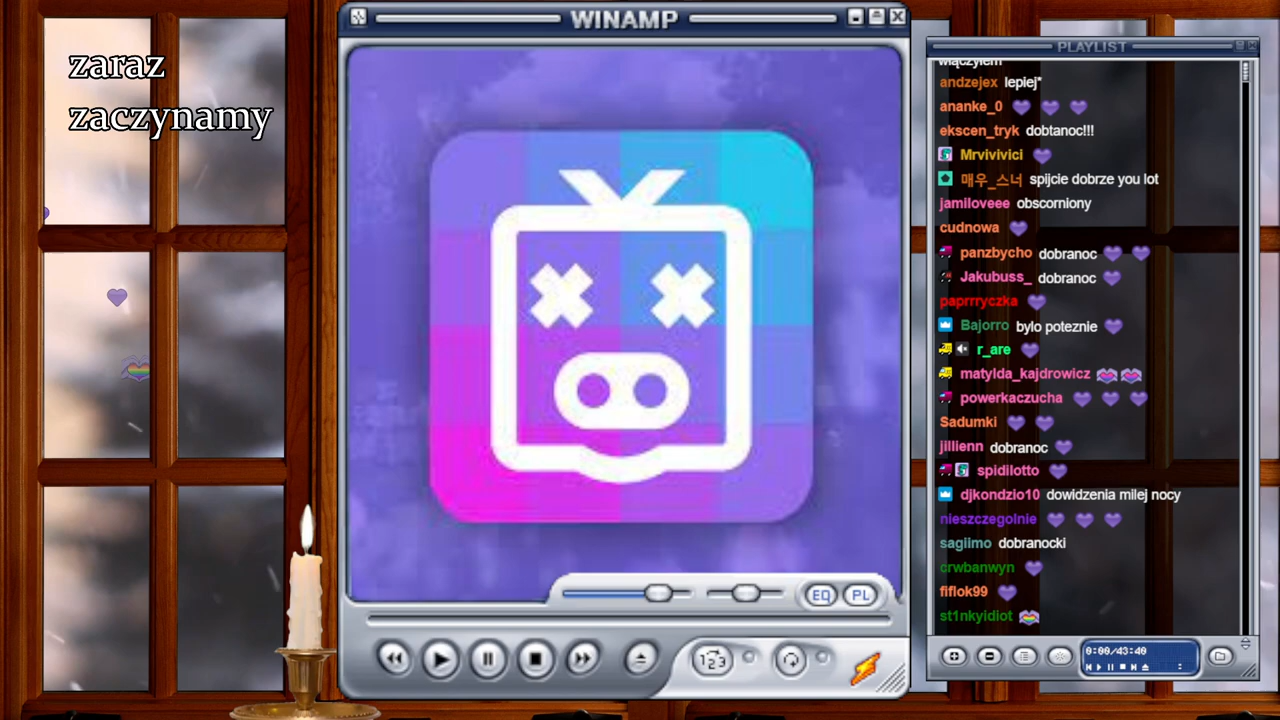 zaraz
zaczynamy
WINAMP
EQ
PL
123
PLAYLIST
włączyłem
andzejex lepiej*
ananke_0
ekscen_tryk dobtanoc!!!
Mrvivivici
매우_스너 spijcie dobrze you lot
jamiloveee obscorniony
cudnowa
panzbycho dobranoc
Jakubuss_ dobranoc
paprrryczka
Bajorro bylo poteznie
r_are
matylda_kajdrowicz
powerkaczucha
Sadumki
jillienn dobranoc
spidilotto
djkondzio10 dowidzenia milej nocy
nieszczegolnie
sagiimo dobranocki
crwbanwyn
fiflok99
st1nkyidiot
0:00/43:40